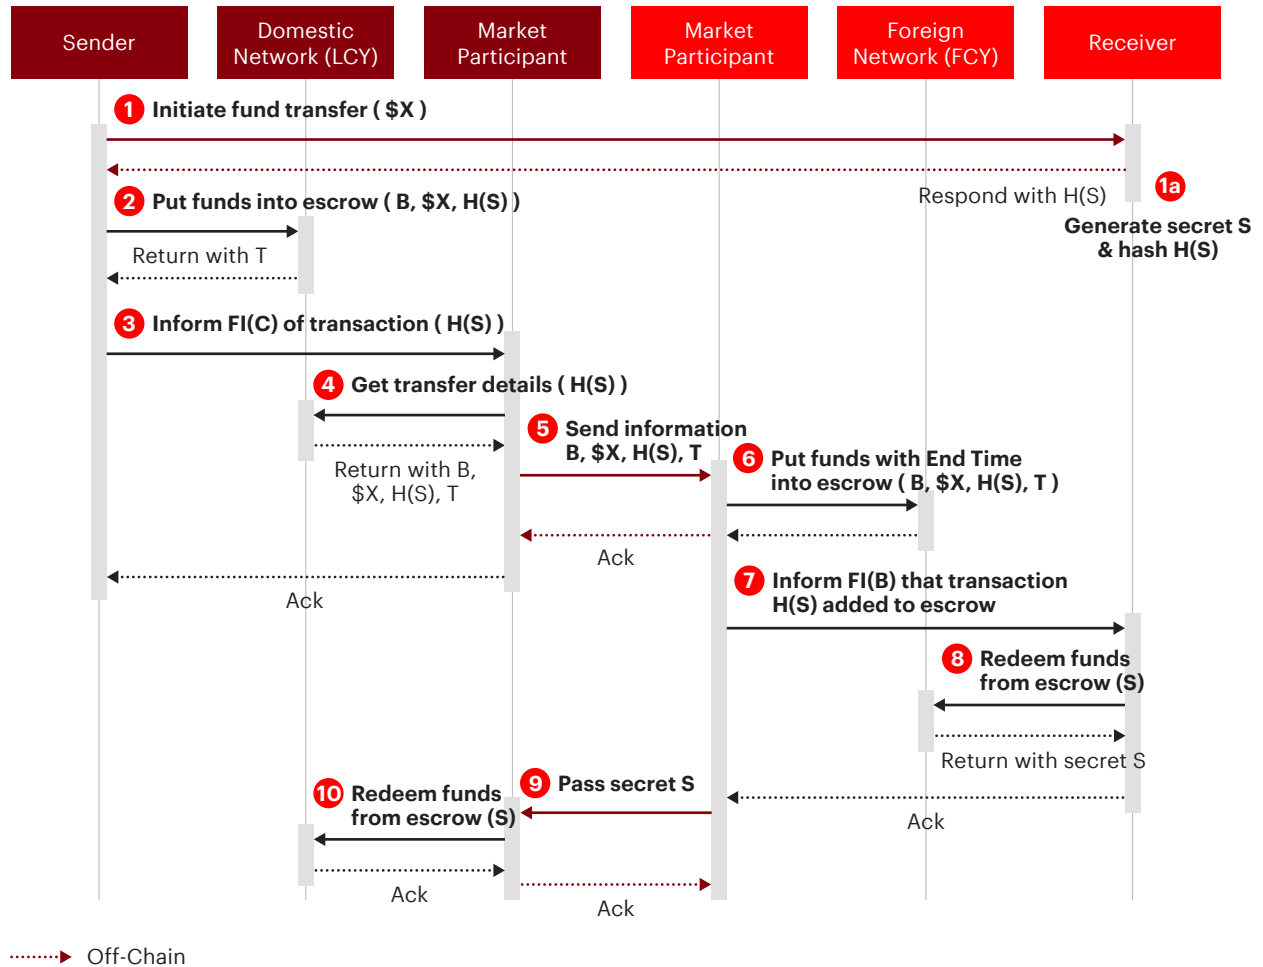 Sender
Domestic
Network (LCY)
Market
Participant
Market
Participant
Foreign
Network (FCY)
Receiver
1 Initiate fund transfer ( $X )
Respond with H(S)
1a
Generate secret S
& hash H(S)
2 Put funds into escrow ( B, $X, H(S) )
Return with T
3 Inform FI(C) of transaction ( H(S) )
4 Get transfer details ( H(S) )
Return with B,
$X, H(S), T
5 Send information
B, $X, H(S), T
6 Put funds with End Time
into escrow ( B, $X, H(S), T )
Ack
Ack
7 Inform FI(B) that transaction
H(S) added to escrow
8 Redeem funds
from escrow (S)
Return with secret S
Ack
9 Pass secret S
10 Redeem funds
from escrow (S)
Ack
Ack
Off-Chain